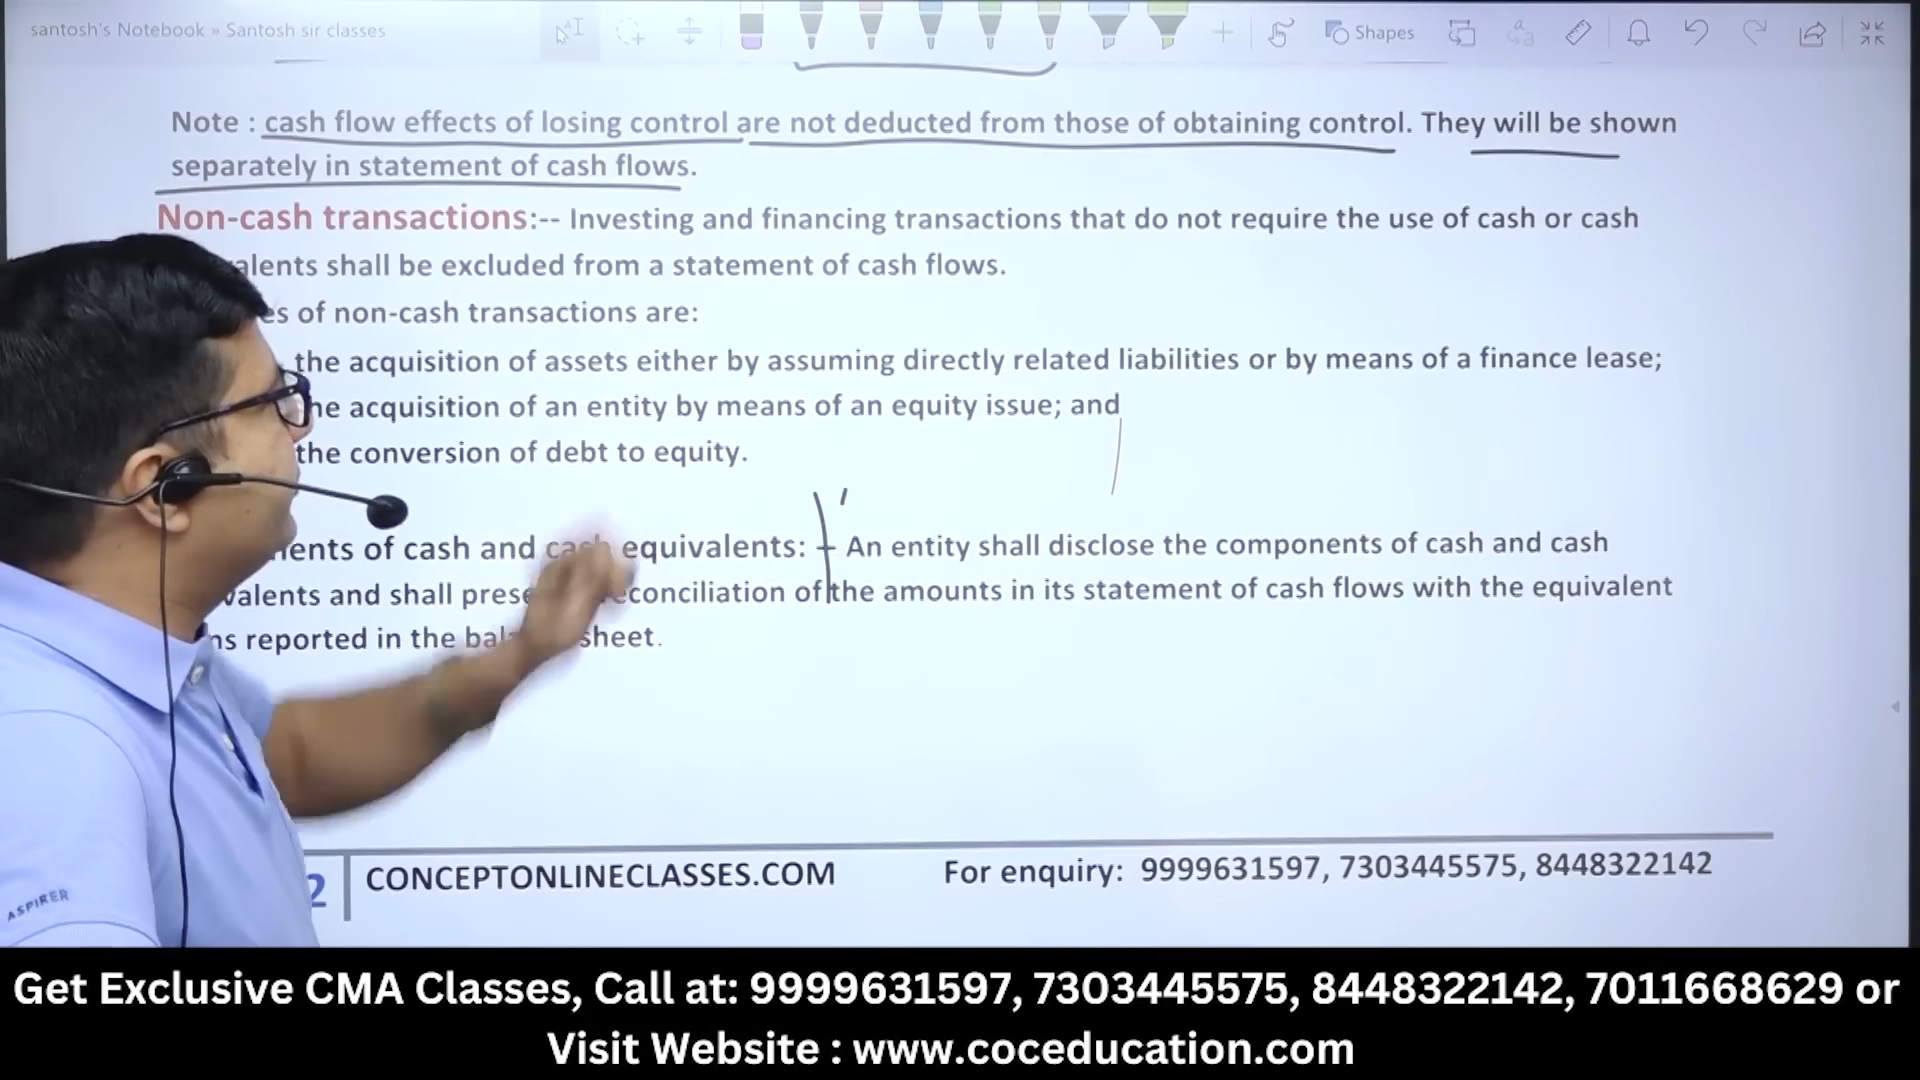 santosh's Notebook » Santosh sir classes
Shapes
Note : cash flow effects of losing control are not deducted from those of obtaining control. They will be shown
separately in statement of cash flows.
Non-cash transactions:-- Investing and financing transactions that do not require the use of cash or cash
alents shall be excluded from a statement of cash flows.
es of non-cash transactions are:
the acquisition of assets either by assuming directly related liabilities or by means of a finance lease;
he acquisition of an entity by means of an equity issue; and
the conversion of debt to equity.
ents of cash and cash equivalents: - An entity shall disclose the components of cash and cash
valents and shall prese econciliation of the amounts in its statement of cash flows with the equivalent
ns reported in the bal sheet.
2 CONCEPTONLINECLASSES.COM For enquiry: 9999631597, 7303445575, 8448322142
ASPIRER
Get Exclusive CMA Classes, Call at: 9999631597, 7303445575, 8448322142, 7011668629 or
Visit Website : www.coceducation.com